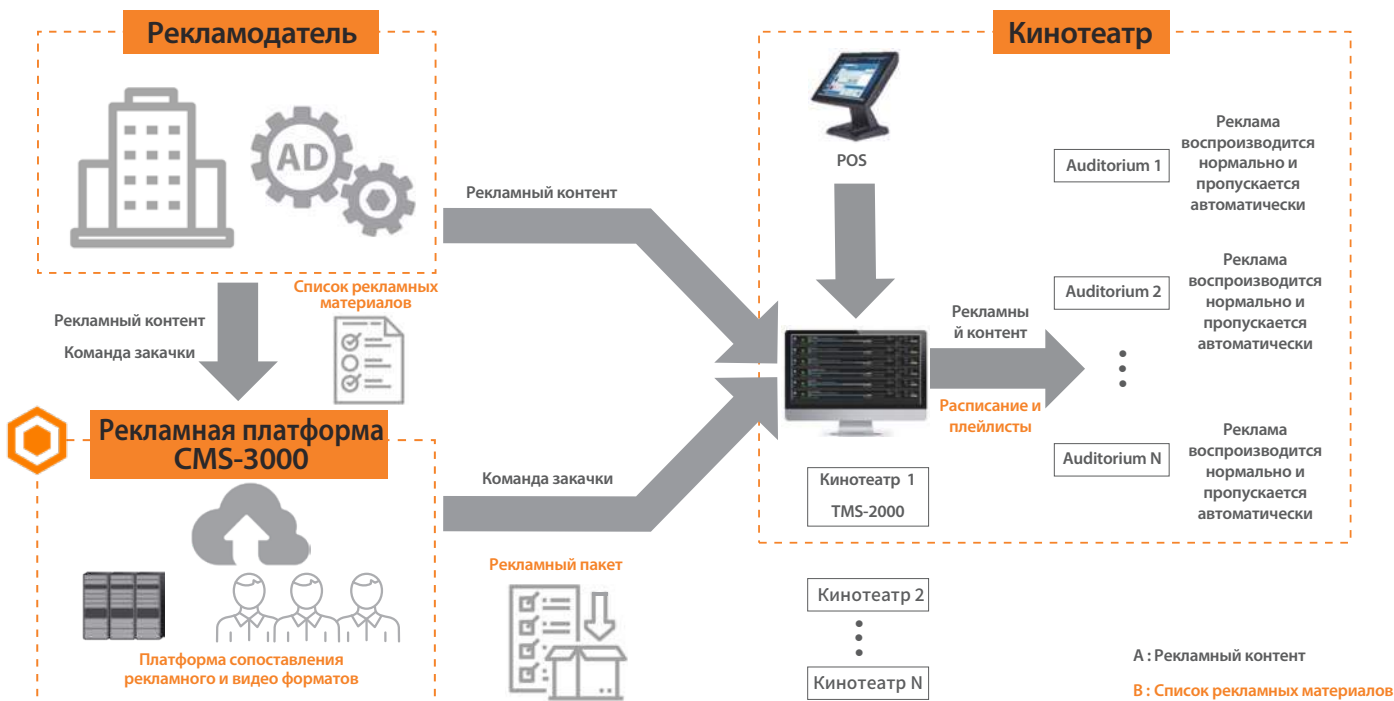 Рекламодатель
AD
Список рекламных
материалов
Рекламный контент
Команда закачки
Рекламная платформа
CMS-3000
Платформа сопоставления
рекламного и видео форматов
Рекламный контент
Команда закачки
Рекламный пакет
Кинотеатр
POS
Рекламны
й контент
Расписание и
плейлисты
Кинотеатр 1
TMS-2000
Кинотеатр 2
Кинотеатр N
Auditorium 1
Реклама
воспроизводится
нормально и
пропускается
автоматически
Auditorium 2
Реклама
воспроизводится
нормально и
пропускается
автоматически
Auditorium N
Реклама
воспроизводится
нормально и
пропускается
автоматически
A : Рекламный контент
B : Список рекламных материалов